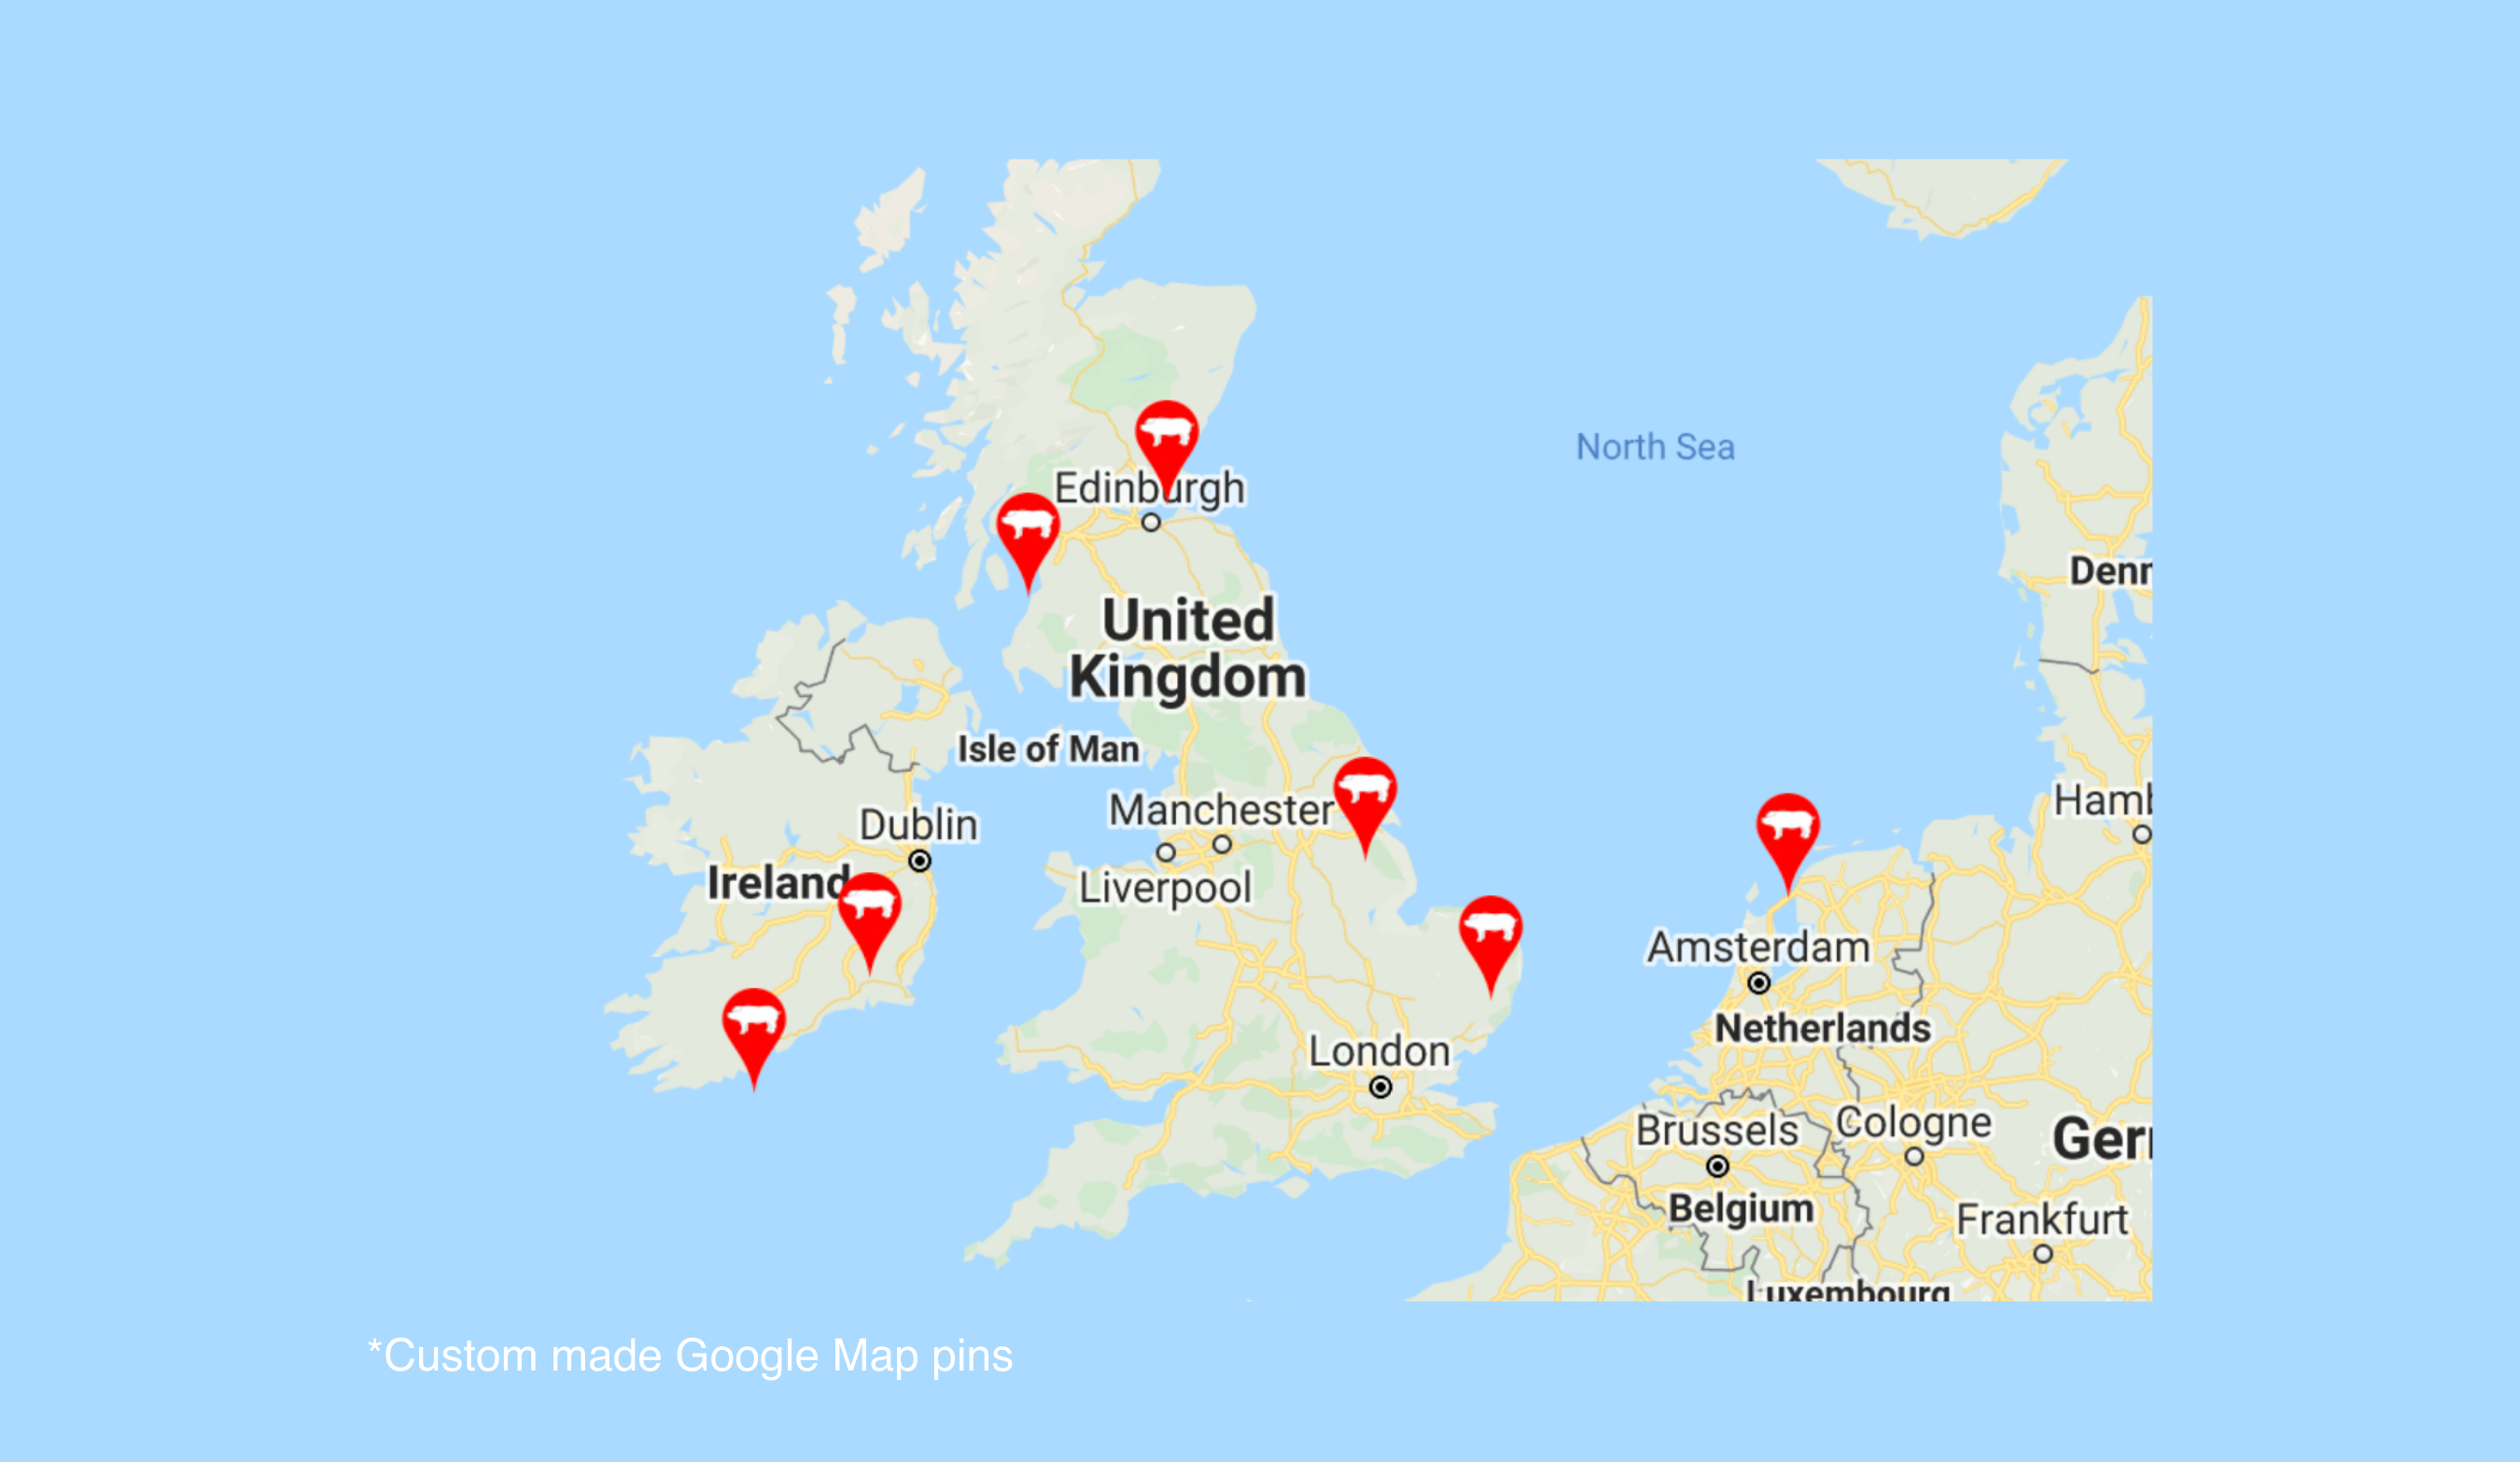 North Sea
Edinburgh
Denr
United
Kingdom
Isle of Man
Hamb
Manchester
Dublin
Ireland
Liverpool
Amsterdam
Netherlands
London
Brussels
Cologne
Gern
Belgium
Frankfurt
Luxembourg
*Custom made Google Map pins